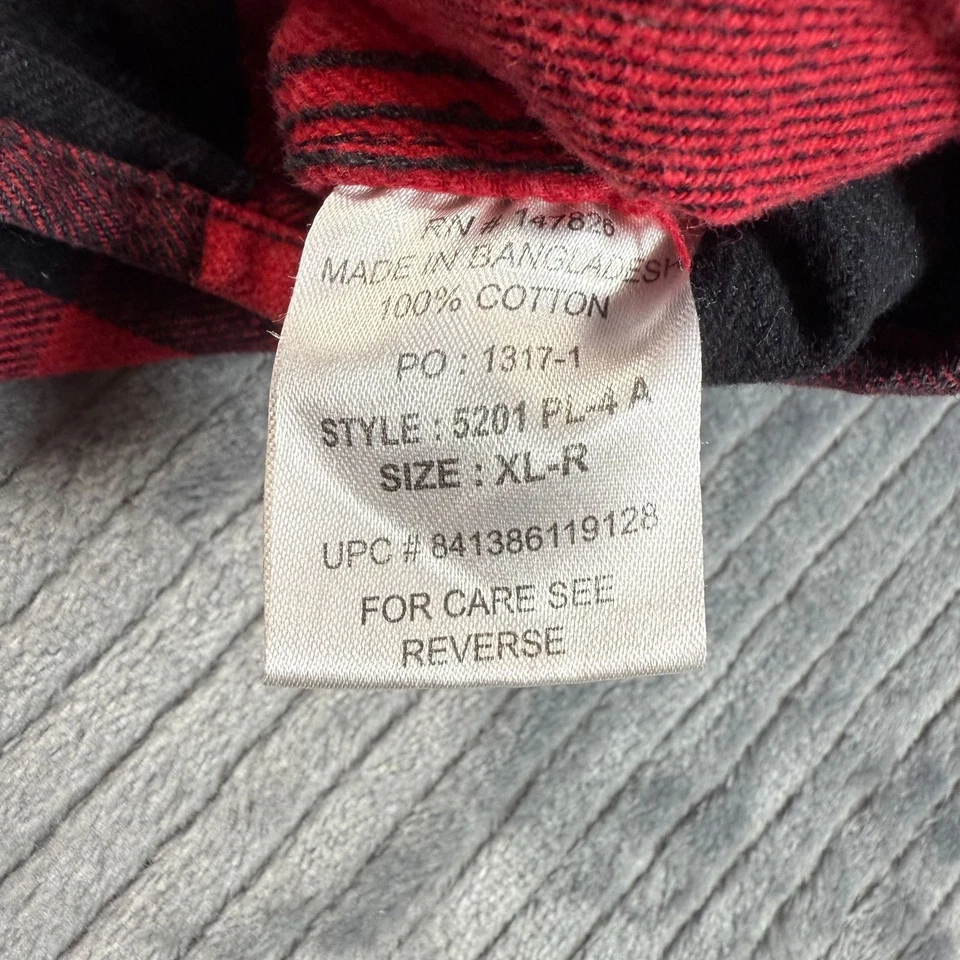 RN # 147826
MADE IN BANGLADESH
100% COTTON
PO : 1317-1
STYLE : 5201 PL-4 A
SIZE : XL-R
UPC # 841386119128
FOR CARE SEE
REVERSE